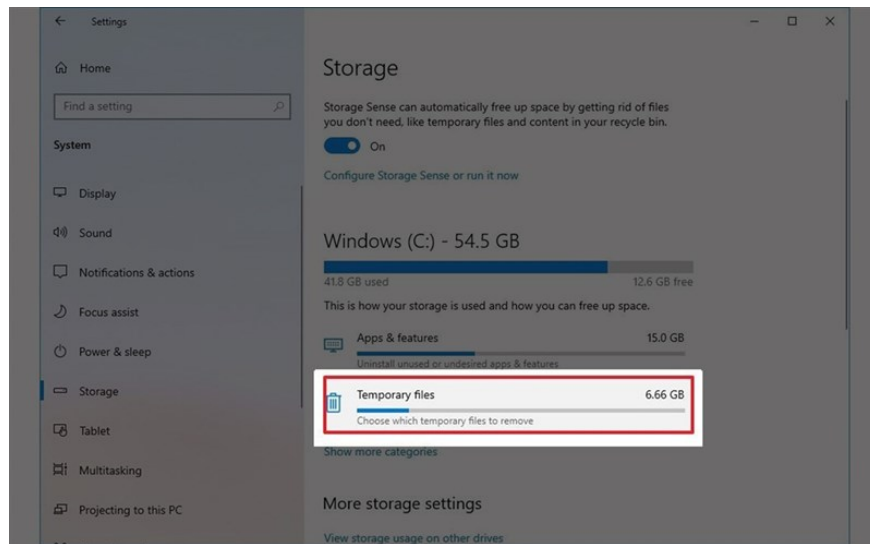 Settings
Home
Find a setting
System
Display
Sound
Notifications & actions
Focus assist
Power & sleep
Storage
Tablet
Multitasking
Projecting to this PC
Storage
Storage Sense can automatically free up space by getting rid of files
you don't need, like temporary files and content in your recycle bin.
On
Configure Storage Sense or run it now
Windows (C:) - 54.5 GB
41.8 GB used 12.6 GB free
This is how your storage is used and how you can free up space.
Apps & features 15.0 GB
Uninstall unused or undesired apps & features
Temporary files 6.66 GB
Choose which temporary files to remove
Show more categories
More storage settings
View storage usage on other drives